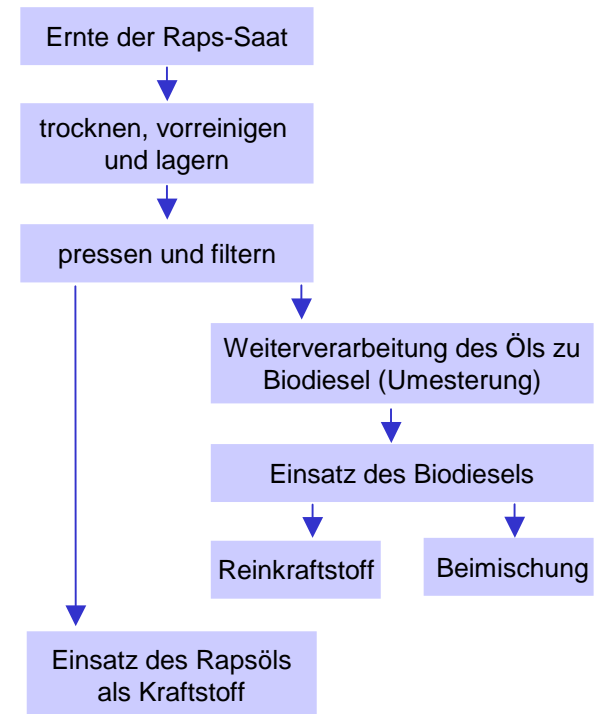 Ernte der Raps-Saat
trocknen, vorreinigen
und lagern
pressen und filtern
Weiterverarbeitung des Öls zu
Biodiesel (Umesterung)
Einsatz des Biodiesels
Reinkraftstoff
Beimischung
Einsatz des Rapsöls
als Kraftstoff